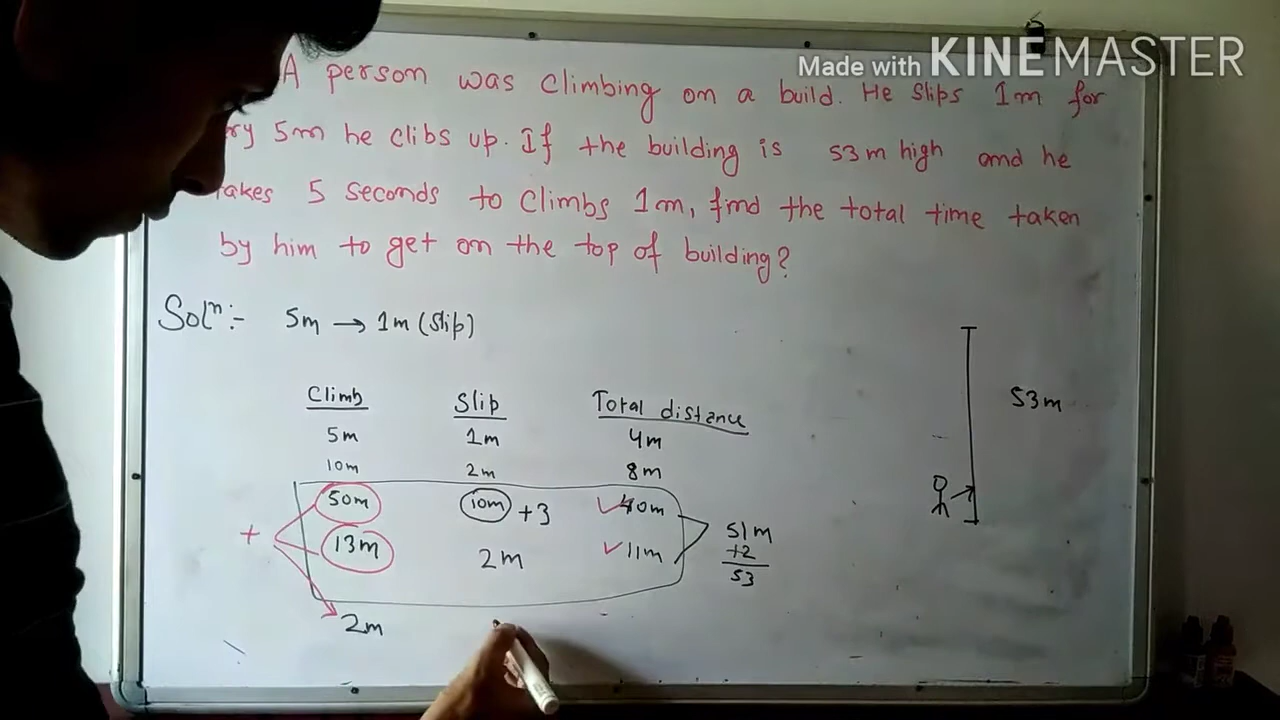 Made with KINEMASTER
A person was Climbing on a build. He Slips 1m for
ry 5m he clibs up. If the building is 53m high and he
takes 5 Seconds to Climbs 1m, find the total time taken
by him to get on the top of building?
Solⁿ:- 5m → 1m (Slip)
Climb Slip Total distance
5m 1m 4m
10m 2m 8m
50m 10m +3 40m
+ 13m 2m 11m
51m
+2
53
2m
53m